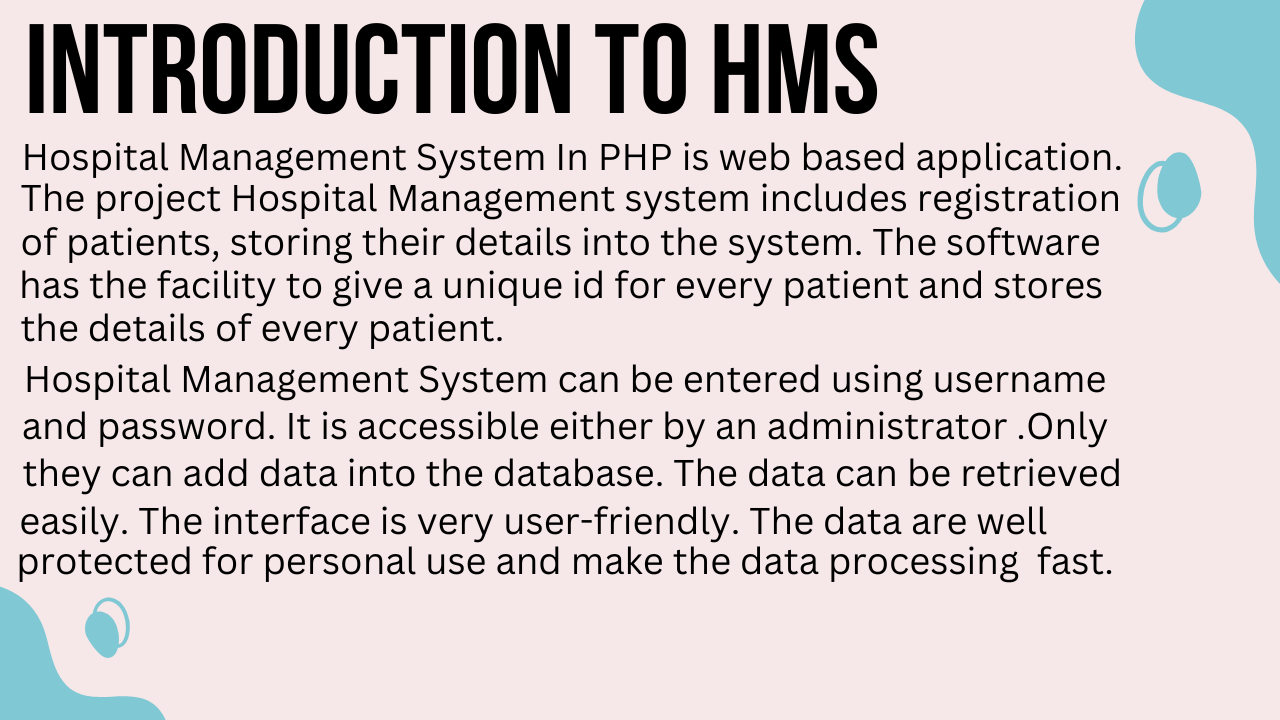 INTRODUCTION TO HMS
Hospital Management System In PHP is web based application.
The project Hospital Management system includes registration
of patients, storing their details into the system. The software
has the facility to give a unique id for every patient and stores
the details of every patient.
Hospital Management System can be entered using username
and password. It is accessible either by an administrator .Only
they can add data into the database. The data can be retrieved
easily. The interface is very user-friendly. The data are well
protected for personal use and make the data processing  fast.